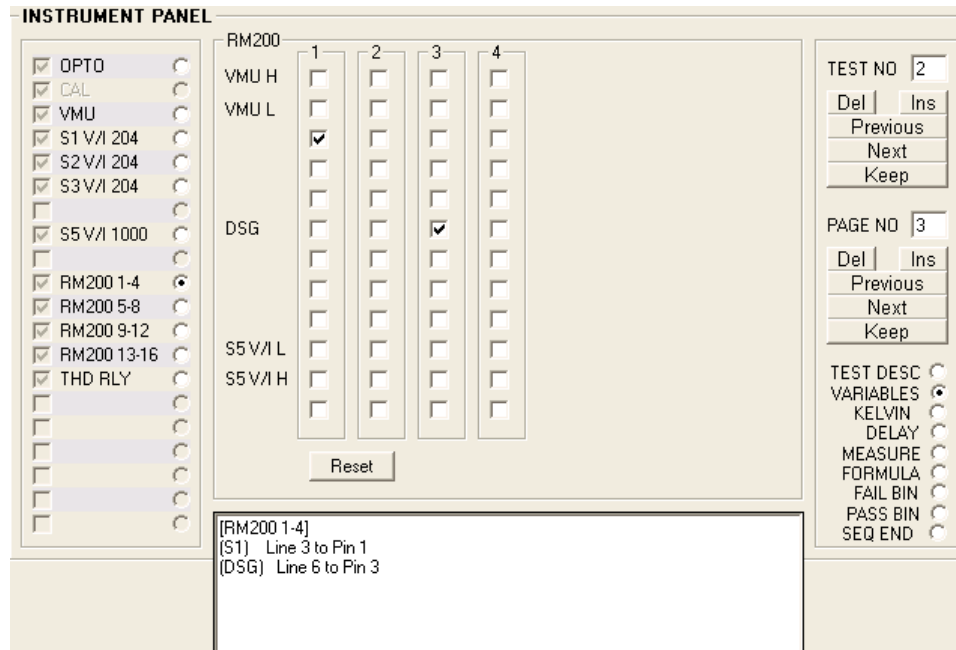 INSTRUMENT PANEL
OPTO
CAL
VMU
S1 V/I 204
S2 V/I 204
S3 V/I 204
S5 V/I 1000
RM200 1-4
RM200 5-8
RM200 9-12
RM200 13-16
THD RLY
RM200
1 2 3 4
VMU H
VMU L
DSG
S5 V/I L
S5 V/I H
Reset
[RM200 1-4]
(S1) Line 3 to Pin 1
(DSG) Line 6 to Pin 3
TEST NO 2
Del Ins
Previous
Next
Keep
PAGE NO 3
Del Ins
Previous
Next
Keep
TEST DESC
VARIABLES
KELVIN
DELAY
MEASURE
FORMULA
FAIL BIN
PASS BIN
SEQ END